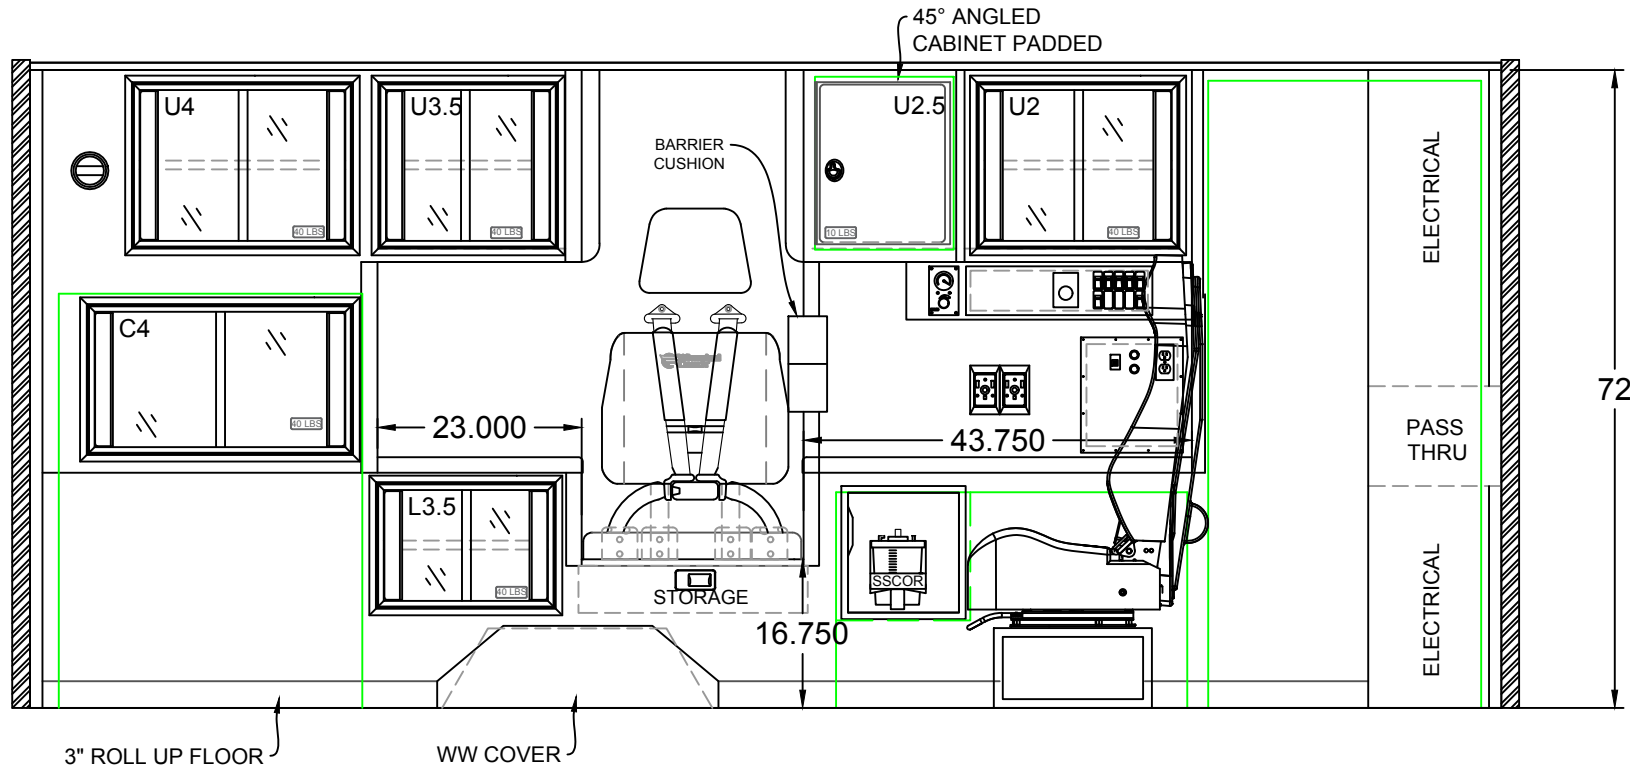 45° ANGLED
CABINET PADDED
U4
U3.5
U2.5
U2
BARRIER
CUSHION
40 LBS
40 LBS
10 LBS
40 LBS
ELECTRICAL
C4
40 LBS
23.000
43.750
72
PASS
THRU
L3.5
40 LBS
STORAGE
SSCOR
16.750
ELECTRICAL
3" ROLL UP FLOOR
WW COVER